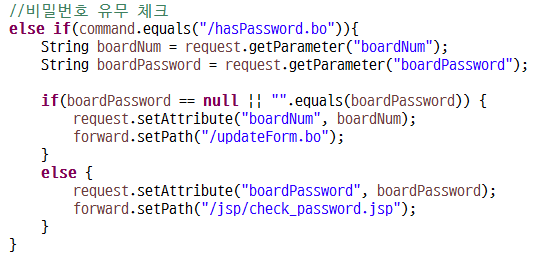 //비밀번호 유무 체크
else if(command.equals("/hasPassword.bo")){
    String boardNum = request.getParameter("boardNum");
    String boardPassword = request.getParameter("boardPassword");

    if(boardPassword == null || "".equals(boardPassword)) {
        request.setAttribute("boardNum", boardNum);
        forward.setPath("/updateForm.bo");
    }
    else {
        request.setAttribute("boardPassword", boardPassword);
        forward.setPath("/jsp/check_password.jsp");
    }
}